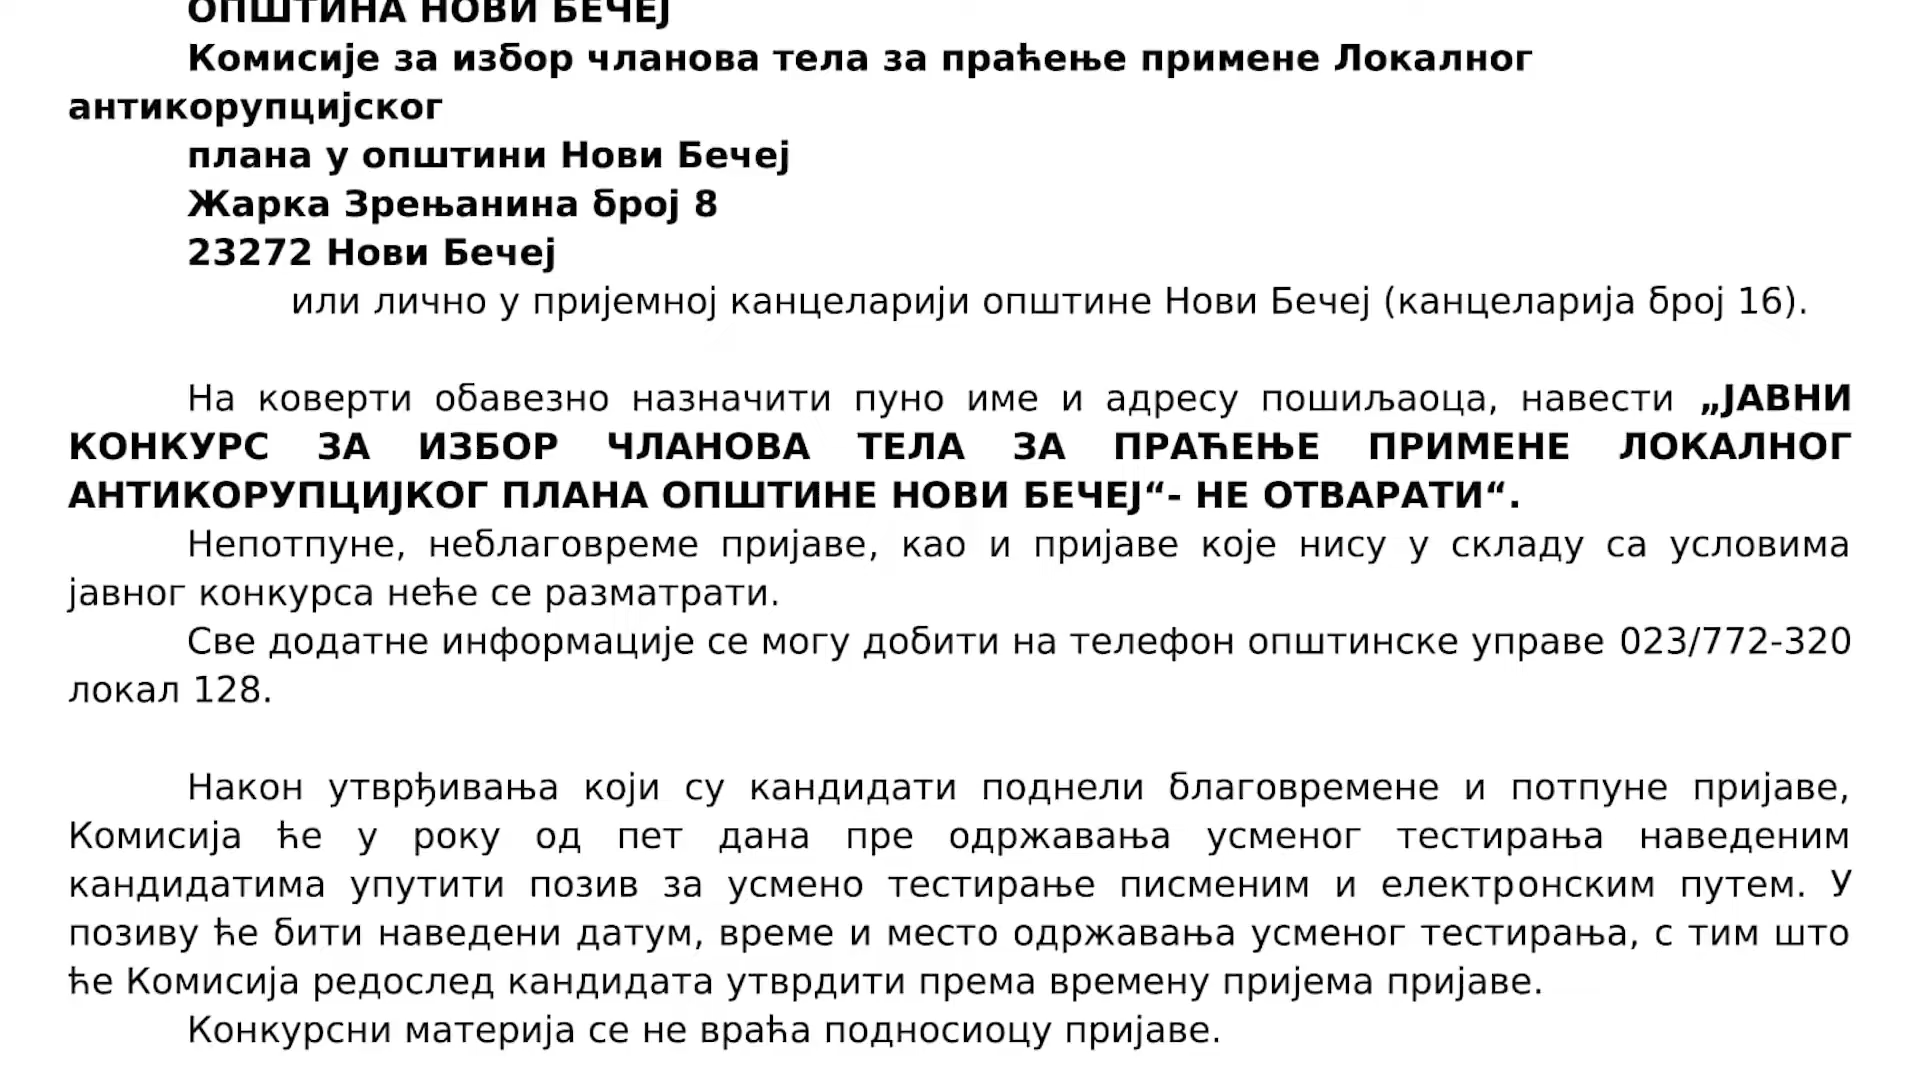 ОПШТИНА НОВИ БЕЧЕЈ
Комисије за избор чланова тела за праћење примене Локалног
антикорупцијског
плана у општини Нови Бечеј
Жарка Зрењанина број 8
23272 Нови Бечеј
или лично у пријемној канцеларији општине Нови Бечеј (канцеларија број 16).
На коверти обавезно назначити пуно име и адресу пошиљаоца, навести „ЈАВНИ
КОНКУРС ЗА ИЗБОР ЧЛАНОВА ТЕЛА ЗА ПРАЋЕЊЕ ПРИМЕНЕ ЛОКАЛНОГ
АНТИКОРУПЦИЈКОГ ПЛАНА ОПШТИНЕ НОВИ БЕЧЕЈ“- НЕ ОТВАРАТИ“.
Непотпуне, неблаговреме пријаве, као и пријаве које нису у складу са условима
јавног конкурса неће се разматрати.
Све додатне информације се могу добити на телефон општинске управе 023/772-320
локал 128.
Након утврђивања који су кандидати поднели благовремене и потпуне пријаве,
Комисија ће у року од пет дана пре одржавања усменог тестирања наведеним
кандидатима упутити позив за усмено тестирање писменим и електронским путем. У
позиву ће бити наведени датум, време и место одржавања усменог тестирања, с тим што
ће Комисија редослед кандидата утврдити према времену пријема пријаве.
Конкурсни материја се не враћа подносиоцу пријаве.